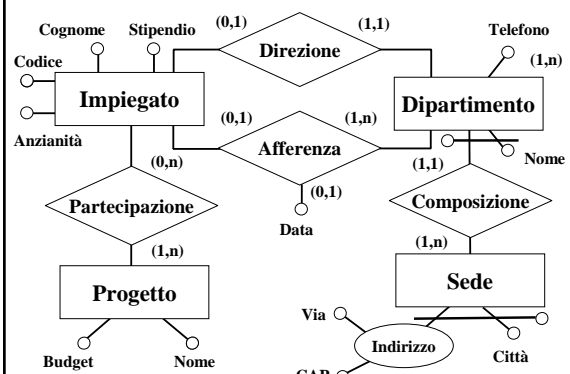 Cognome Stipendio (0,1) (1,1) Telefono
Codice Direzione (1,n)
Impiegato Dipartimento
(0,1) (1,n)
Anzianità Afferenza Nome
(0,n) (0,1) (1,1)
Partecipazione Data Composizione
(1,n) (1,n)
Progetto Sede
Via
Indirizzo Città
Budget Nome CAP